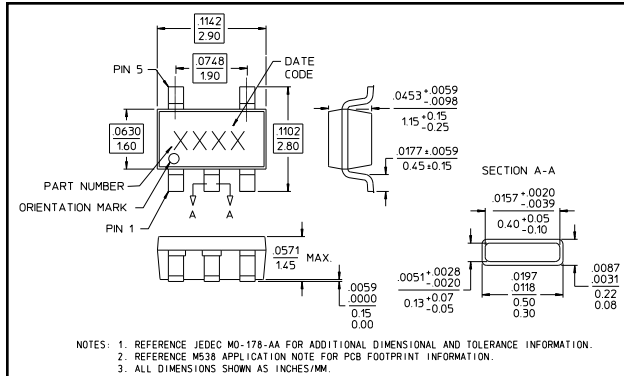 .1142
2.90
.0748
1.90
PIN 5
DATE
CODE
.0453 +.0059
-.0098
1.15 +0.15
-0.25
.0630
1.60
XXXX
.1102
2.80
.0177 ±.0059
0.45 ±0.15
PART NUMBER
ORIENTATION MARK
PIN 1
A A
SECTION A-A
.0157 +.0020
-.0039
0.40 +0.05
-0.10
.0571
1.45
MAX.
.0059
.0000
0.15
0.00
.0051 +.0028
-.0020
0.13 +0.07
-0.05
.0197
.0118
0.50
0.30
.0087
.0031
0.22
0.08
NOTES: 1. REFERENCE JEDEC MO-178-AA FOR ADDITIONAL DIMENSIONAL AND TOLERANCE INFORMATION.
2. REFERENCE M538 APPLICATION NOTE FOR PCB FOOTPRINT INFORMATION.
3. ALL DIMENSIONS SHOWN AS INCHES/MM.